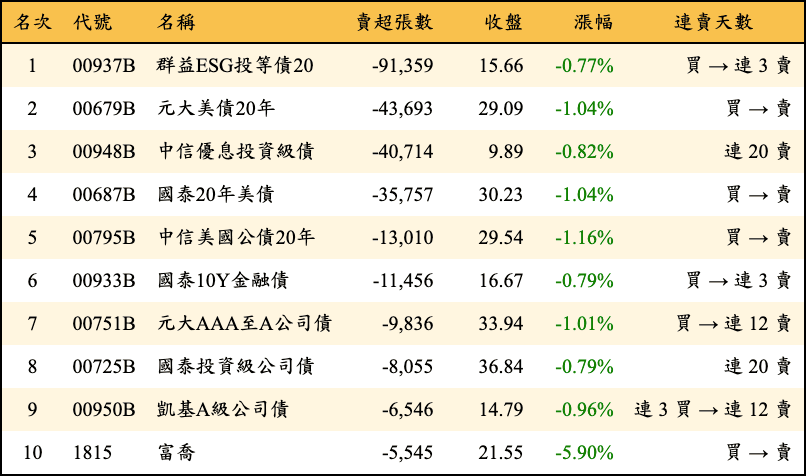 名次 代號 名稱 賣超張數 收盤 漲幅 連賣天數
1 00937B 群益ESG投等債20 -91,359 15.66 -0.77% 買 → 連 3 賣
2 00679B 元大美債20年 -43,693 29.09 -1.04% 買 → 賣
3 00948B 中信優息投資級債 -40,714 9.89 -0.82% 連 20 賣
4 00687B 國泰20年美債 -35,757 30.23 -1.04% 買 → 賣
5 00795B 中信美國公債20年 -13,010 29.54 -1.16% 買 → 賣
6 00933B 國泰10Y金融債 -11,456 16.67 -0.79% 買 → 連 3 賣
7 00751B 元大AAA至A公司債 -9,836 33.94 -1.01% 買 → 連 12 賣
8 00725B 國泰投資級公司債 -8,055 36.84 -0.79% 連 20 賣
9 00950B 凱基A級公司債 -6,546 14.79 -0.96% 連 3 買 → 連 12 賣
10 1815 富喬 -5,545 21.55 -5.90% 買 → 賣